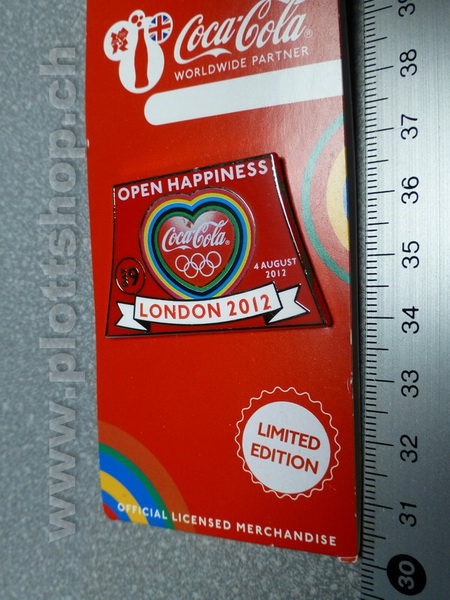 Coca-Cola®
WORLDWIDE PARTNER
OPEN HAPPINESS
Coca-Cola®
4 AUGUST
2012
LONDON 2012
LIMITED
EDITION
OFFICIAL LICENSED MERCHANDISE
www.plottshop.ch
39
38
37
36
35
34
33
32
31
30